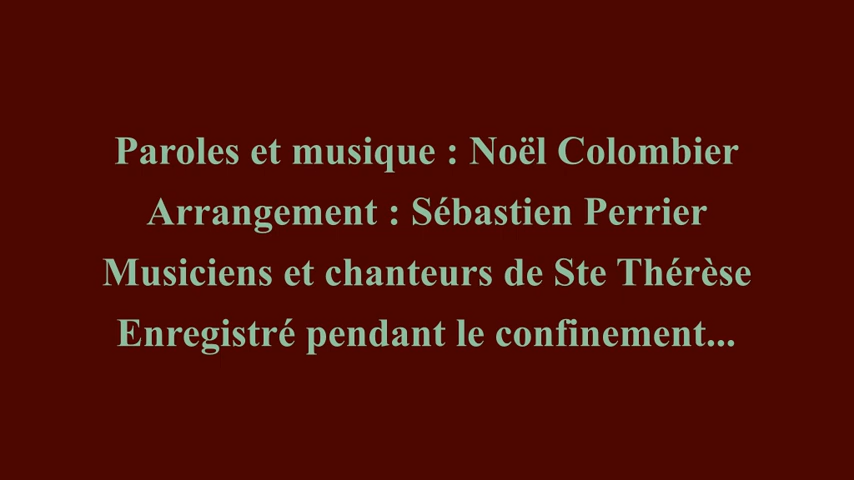 Paroles et musique : Noël Colombier
Arrangement : Sébastien Perrier
Musiciens et chanteurs de Ste Thérèse
Enregistré pendant le confinement...